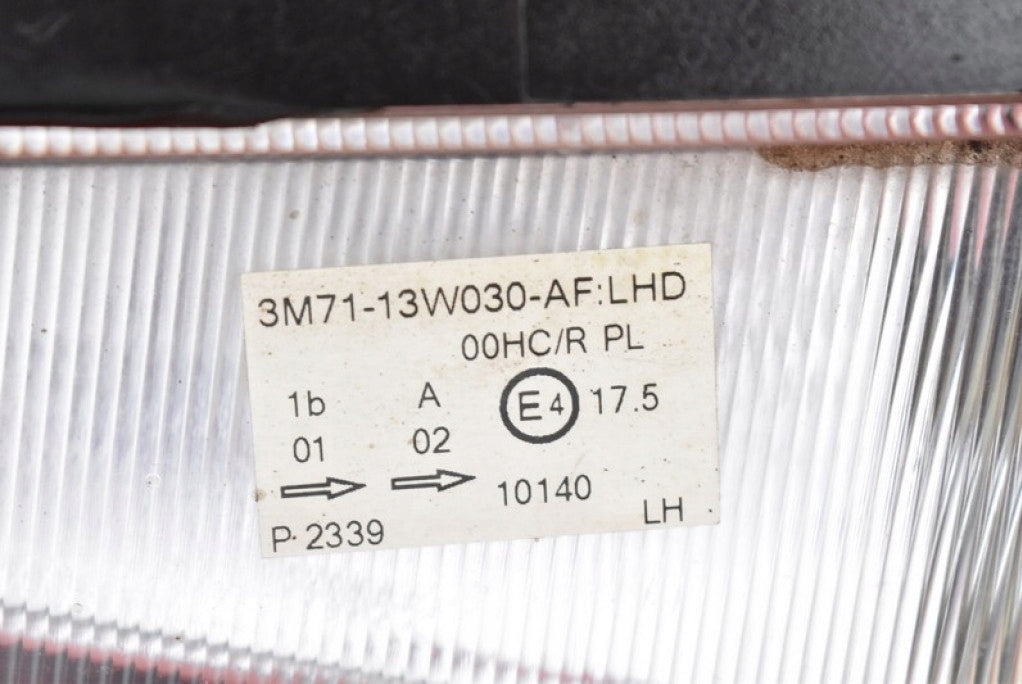 3M71-13W030-AF:LHD
00HC/R PL
1b A E4 17.5
01 02
10140
P. 2339 LH